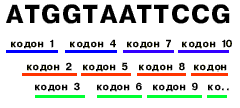 ATGGTAATTCCG
кодон 1 кодон 4 кодон 7 кодон 10
кодон 2 кодон 5 кодон 8 кодон
кодон 3 кодон 6 кодон 9 ко..